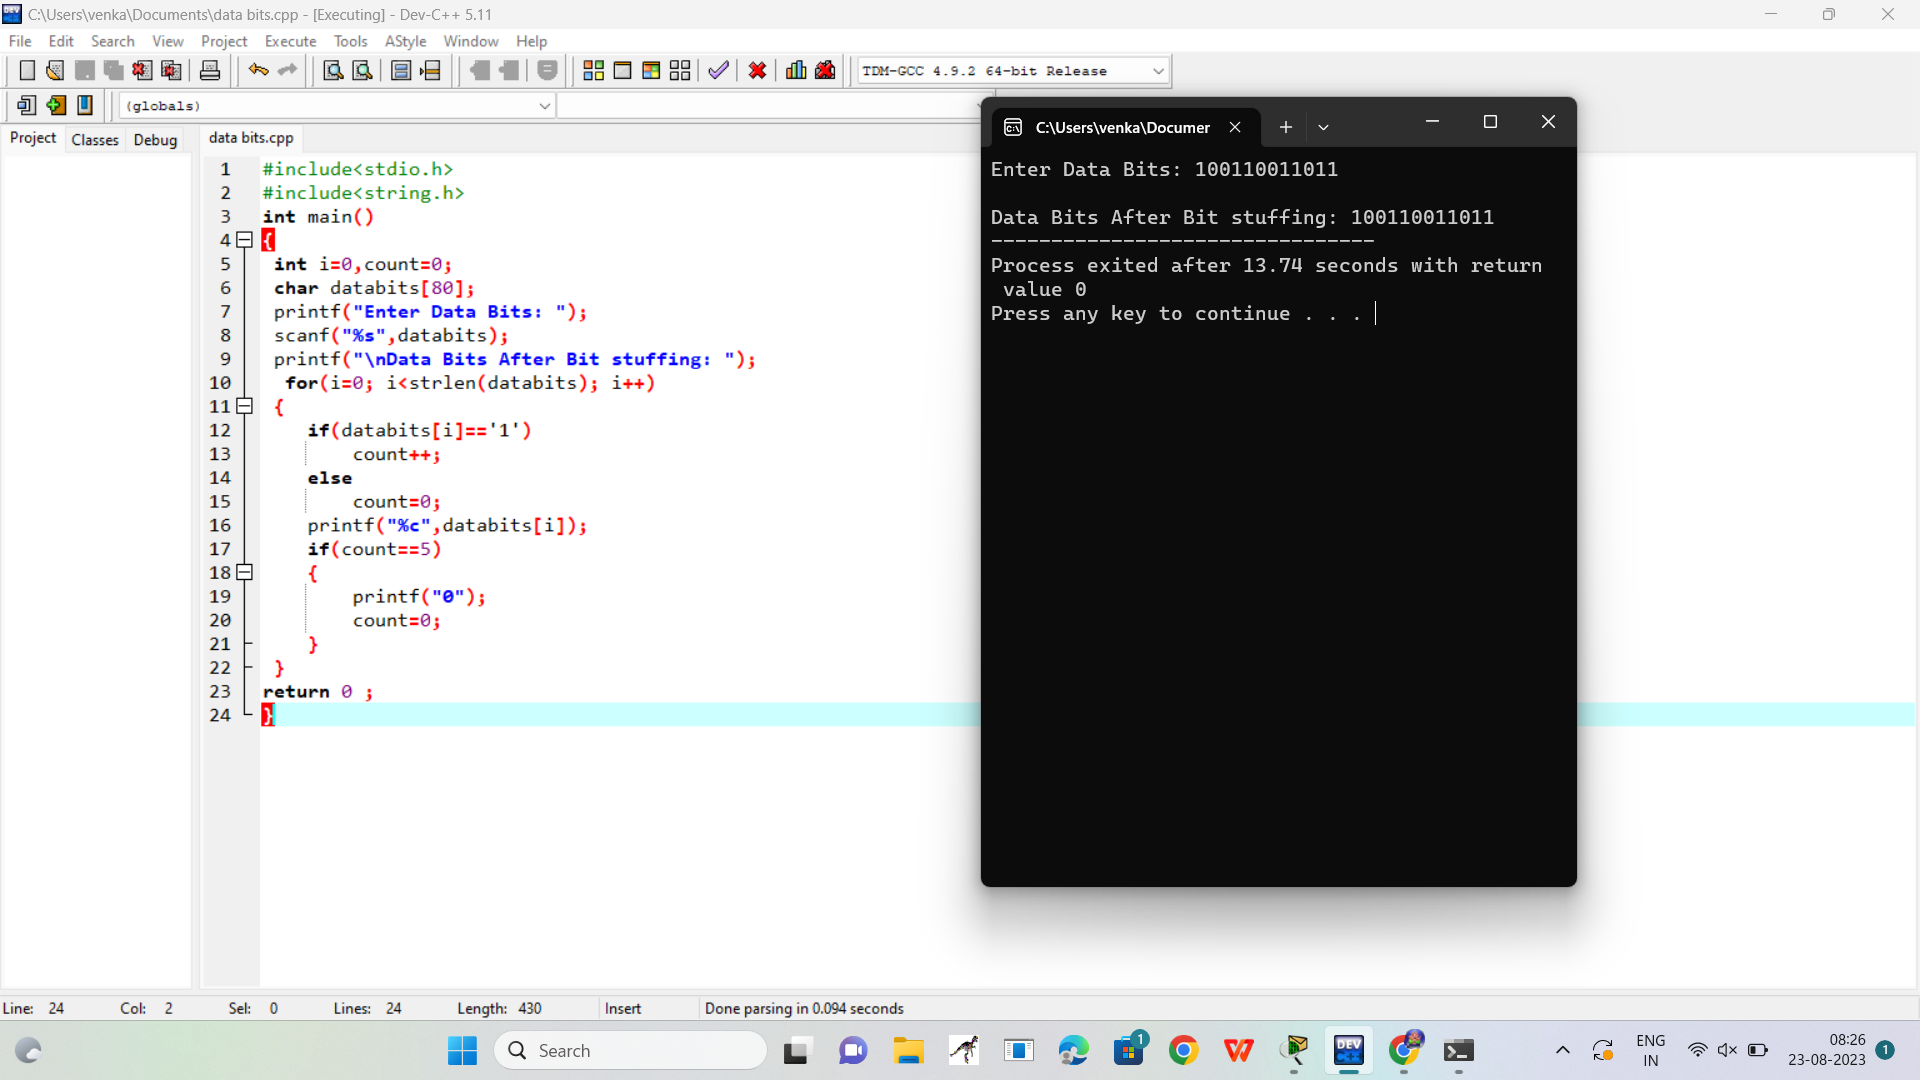 C:\Users\venka\Documents\data bits.cpp - [Executing] - Dev-C++ 5.11
File Edit Search View Project Execute Tools AStyle Window Help
TDM-GCC 4.9.2 64-bit Release
(globals)
Project Classes Debug data bits.cpp
1 #include<stdio.h>
2 #include<string.h>
3 int main()
4 {
5 int i=0,count=0;
6 char databits[80];
7 printf("Enter Data Bits: ");
8 scanf("%s",databits);
9 printf("\nData Bits After Bit stuffing: ");
10 for(i=0; i<strlen(databits); i++)
11 {
12 if(databits[i]=='1')
13 count++;
14 else
15 count=0;
16 printf("%c",databits[i]);
17 if(count==5)
18 {
19 printf("0");
20 count=0;
21 }
22 }
23 return 0 ;
24 }
C:\Users\venka\Documer
Enter Data Bits: 100110011011
Data Bits After Bit stuffing: 100110011011
--------------------------------
Process exited after 13.74 seconds with return
value 0
Press any key to continue . . .
Line: 24 Col: 2 Sel: 0 Lines: 24 Length: 430 Insert Done parsing in 0.094 seconds
Search
DEV
C++
1
ENG
IN
08:26
23-08-2023
1